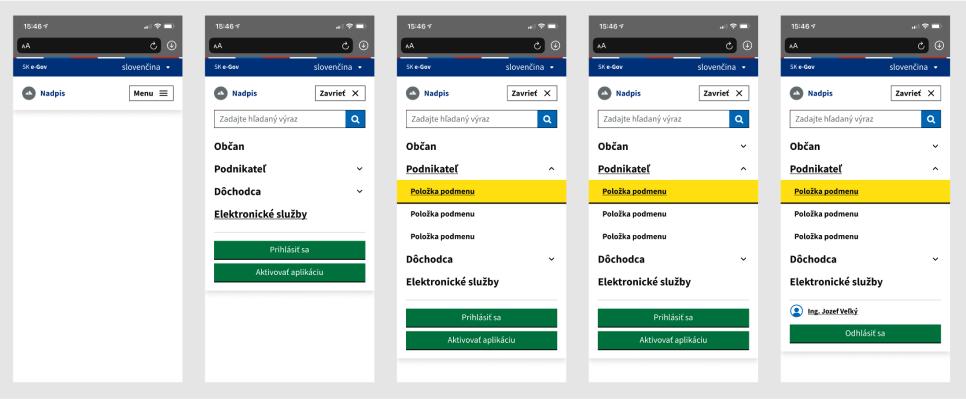 15:46
AA
SK e-Gov
slovenčina
Nadpis
Menu
15:46
AA
SK e-Gov
slovenčina
Nadpis
Zavrieť
Zadajte hľadaný výraz
Občan
Podnikateľ
Dôchodca
Elektronické služby
Prihlásiť sa
Aktivovať aplikáciu
15:46
AA
SK e-Gov
slovenčina
Nadpis
Zavrieť
Zadajte hľadaný výraz
Občan
Podnikateľ
Položka podmenu
Položka podmenu
Položka podmenu
Dôchodca
Elektronické služby
Prihlásiť sa
Aktivovať aplikáciu
15:46
AA
SK e-Gov
slovenčina
Nadpis
Zavrieť
Zadajte hľadaný výraz
Občan
Podnikateľ
Položka podmenu
Položka podmenu
Položka podmenu
Dôchodca
Elektronické služby
Prihlásiť sa
Aktivovať aplikáciu
15:46
AA
SK e-Gov
slovenčina
Nadpis
Zavrieť
Zadajte hľadaný výraz
Občan
Podnikateľ
Položka podmenu
Položka podmenu
Položka podmenu
Dôchodca
Elektronické služby
Ing. Jozef Veľký
Odhlásiť sa